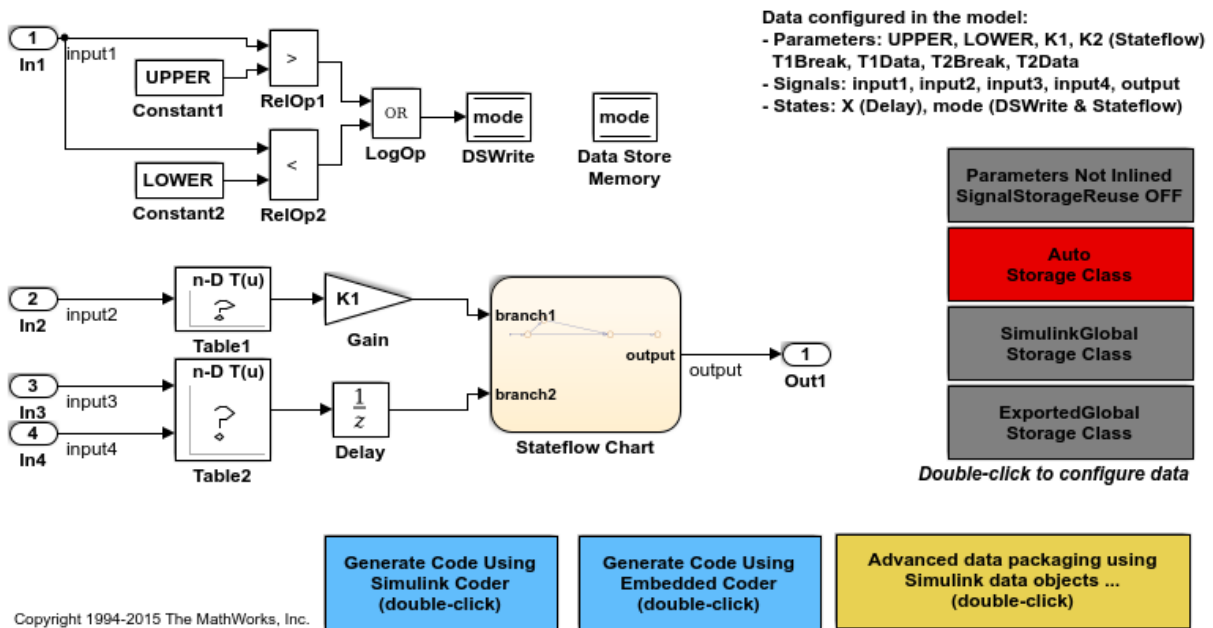 Data configured in the model:
- Parameters: UPPER, LOWER, K1, K2 (Stateflow)
T1Break, T1Data, T2Break, T2Data
- Signals: input1, input2, input3, input4, output
- States: X (Delay), mode (DSWrite & Stateflow)
1
In1
input1
UPPER
Constant1
>
RelOp1
LOWER
Constant2
<
RelOp2
OR
LogOp
mode
DSWrite
mode
Data Store
Memory
2
In2
input2
n-D T(u)
?
Table1
K1
Gain
3
In3
input3
4
In4
input4
n-D T(u)
?
Table2
1
z
Delay
branch1
branch2
output
Stateflow Chart
output
1
Out1
Parameters Not Inlined
SignalStorageReuse OFF
Auto
Storage Class
SimulinkGlobal
Storage Class
ExportedGlobal
Storage Class
Double-click to configure data
Generate Code Using
Simulink Coder
(double-click)
Generate Code Using
Embedded Coder
(double-click)
Advanced data packaging using
Simulink data objects ...
(double-click)
Copyright 1994-2015 The MathWorks, Inc.